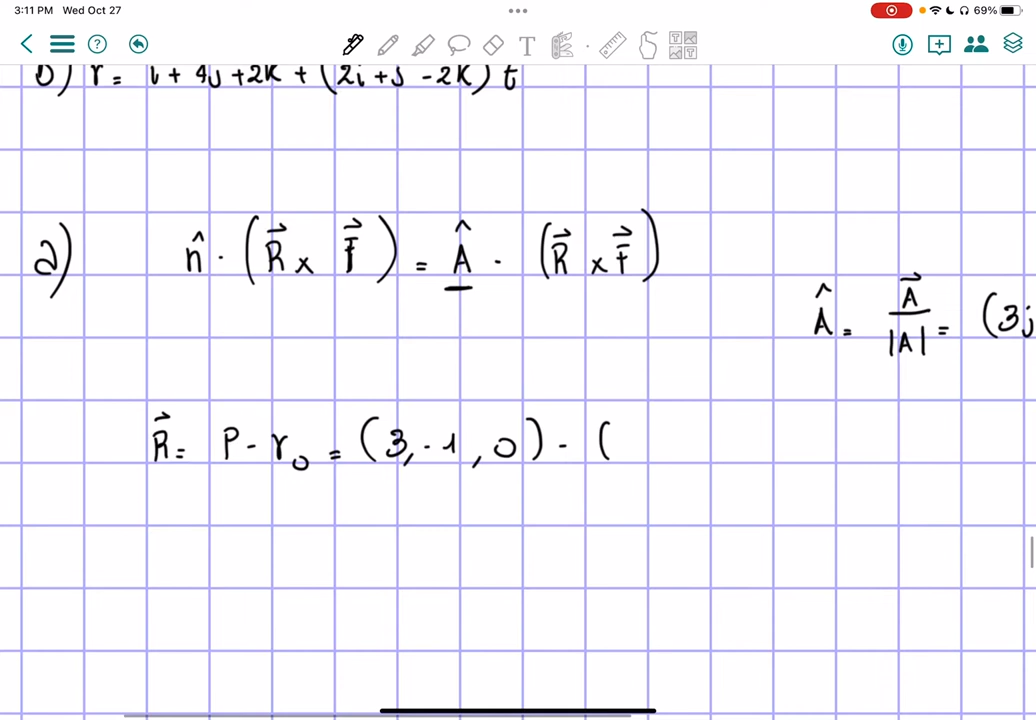 3:11 PM Wed Oct 27
69%
b) r = i + 4j + 2k + (2i + j - 2k) t
a) n̂ · (R⃗ × F⃗) = Â · (R⃗ × F⃗)
Â = A⃗ / |A| = (3j
R⃗ = P - r₀ = (3, -1, 0) - (